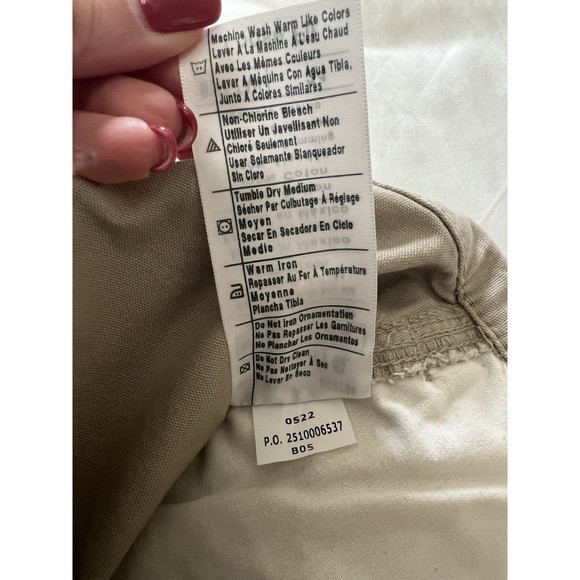 Machine Wash Warm Like Colors
Laver À La Machine À L'eau Chaud
Avec Les Mêmes Couleurs
Lavar A Máquina Con Agua Tibia,
Junto A Colores Similares
Non-Chlorine Bleach
Utiliser Un Javellisant Non
Chloré Seulement
Usar Solamante Blanqueador
Sin Cloro
Tumble Dry Medium
Sécher Par Culbutage À Réglage
Moyen
Secar En Secadora En Ciclo
Medio
Warm Iron
Repasser Au Fer À Température
Moyenne
Plancha Tibia
Do Not Iron Ornamentation
Ne Pas Repasser Les Garnitures
No Planchar Los Ornamentos
Do Not Dry Clean
Ne Pas Nettoyer À Sec
No Lavar En Seco
0522
P.O. 2510006537
B05